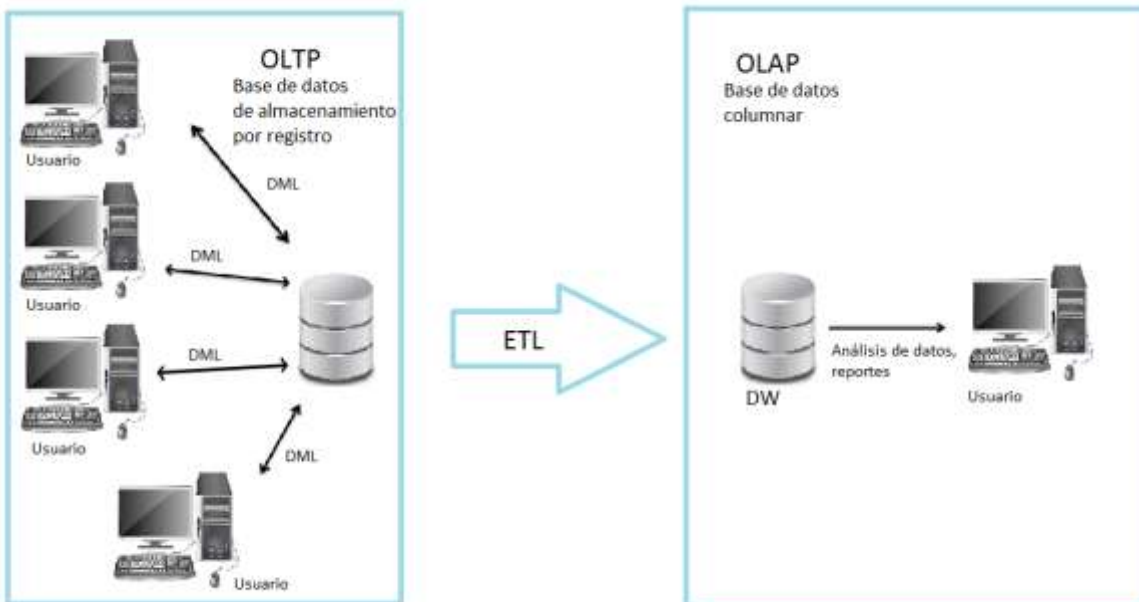 OLTP
Base de datos
de almacenamiento
por registro
Usuario
DML
Usuario
DML
Usuario
DML
DML
Usuario
ETL
OLAP
Base de datos
columnar
DW
Análisis de datos,
reportes
Usuario